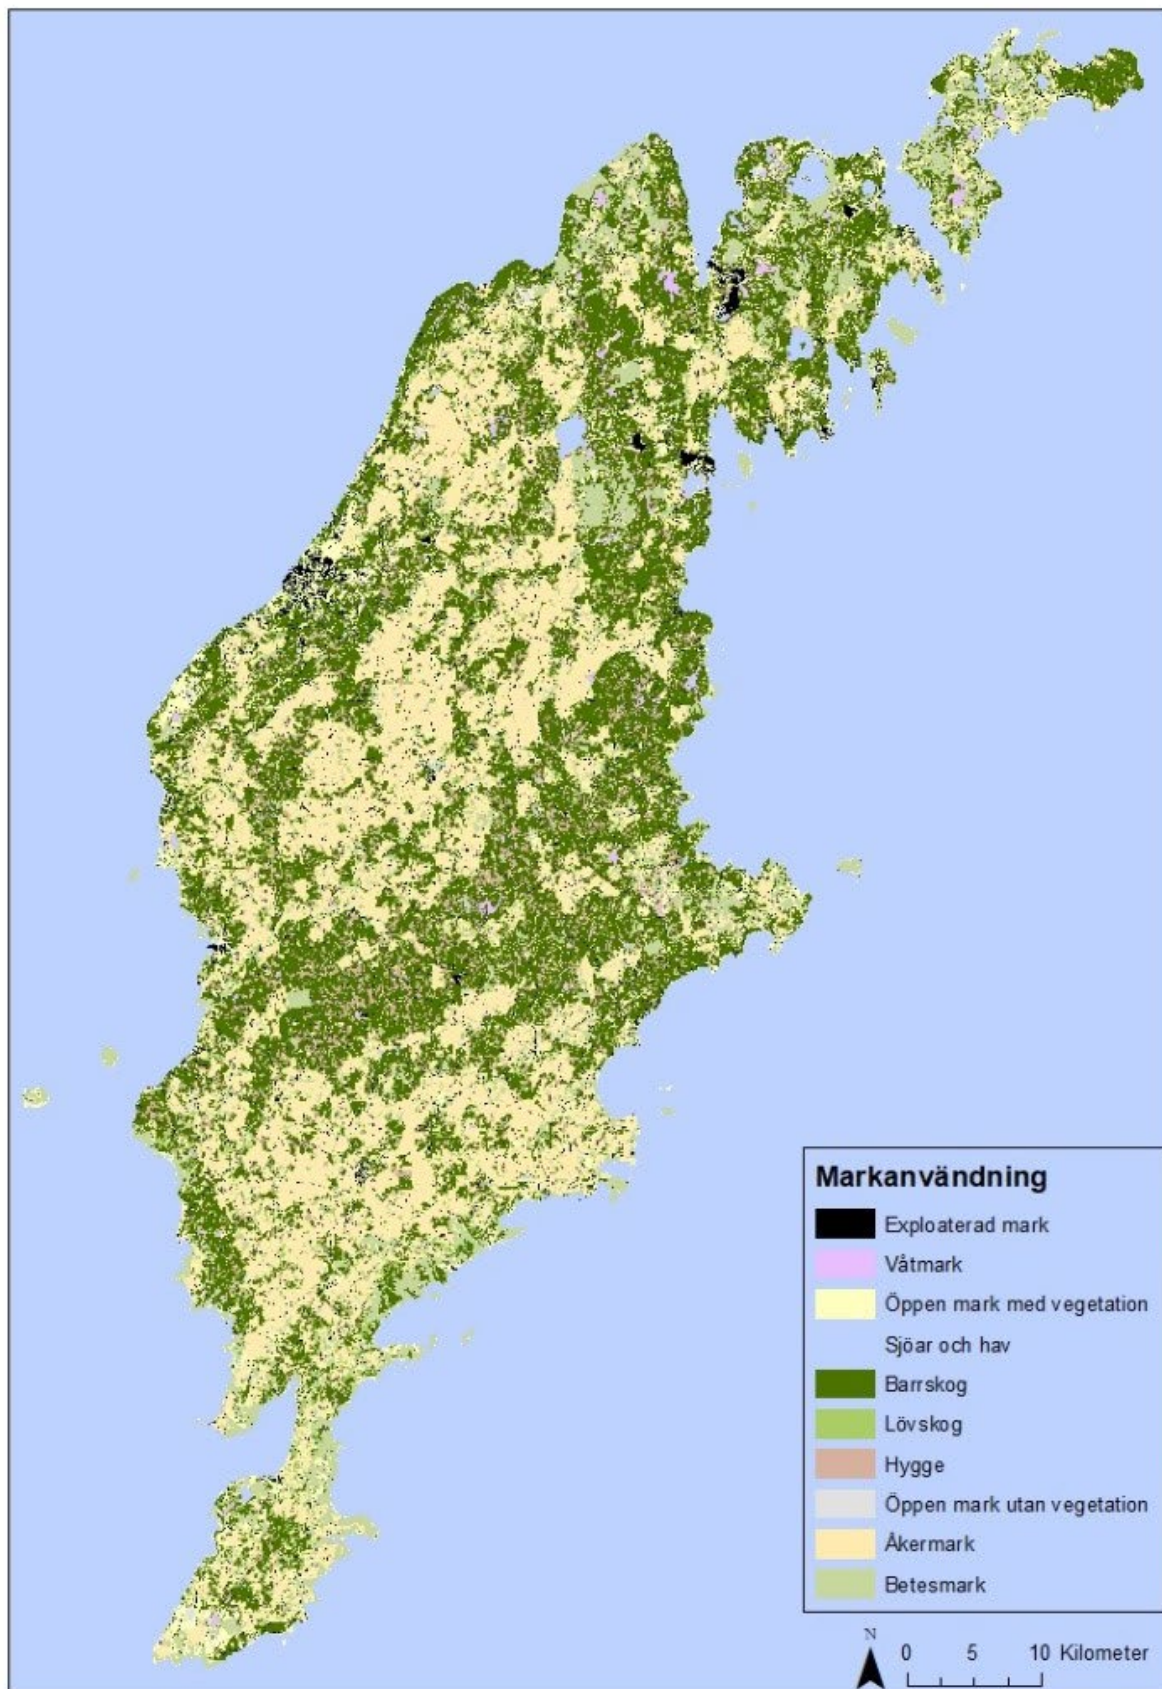 Markanvändning
Exploaterad mark
Våtmark
Öppen mark med vegetation
Sjöar och hav
Barrskog
Lövskog
Hygge
Öppen mark utan vegetation
Åkermark
Betesmark
N
0 5 10 Kilometer